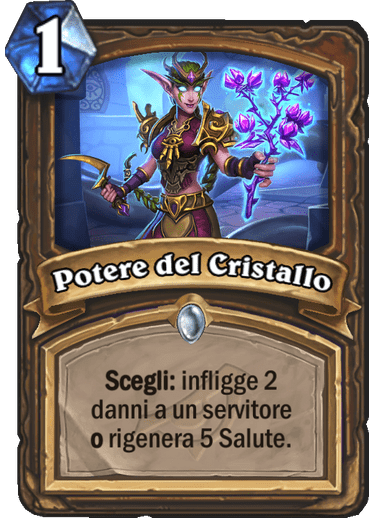 1
Potere del Cristallo
Scegli: infligge 2
danni a un servitore
o rigenera 5 Salute.